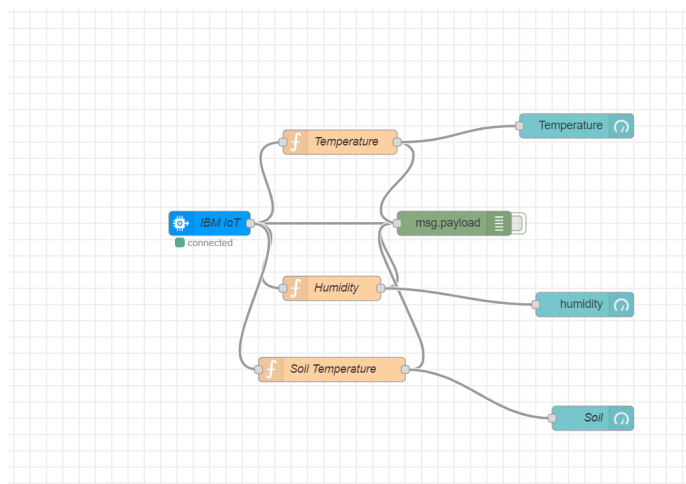 Temperature
Temperature
IBM IoT
msg.payload
connected
Humidity
humidity
Soil Temperature
Soil